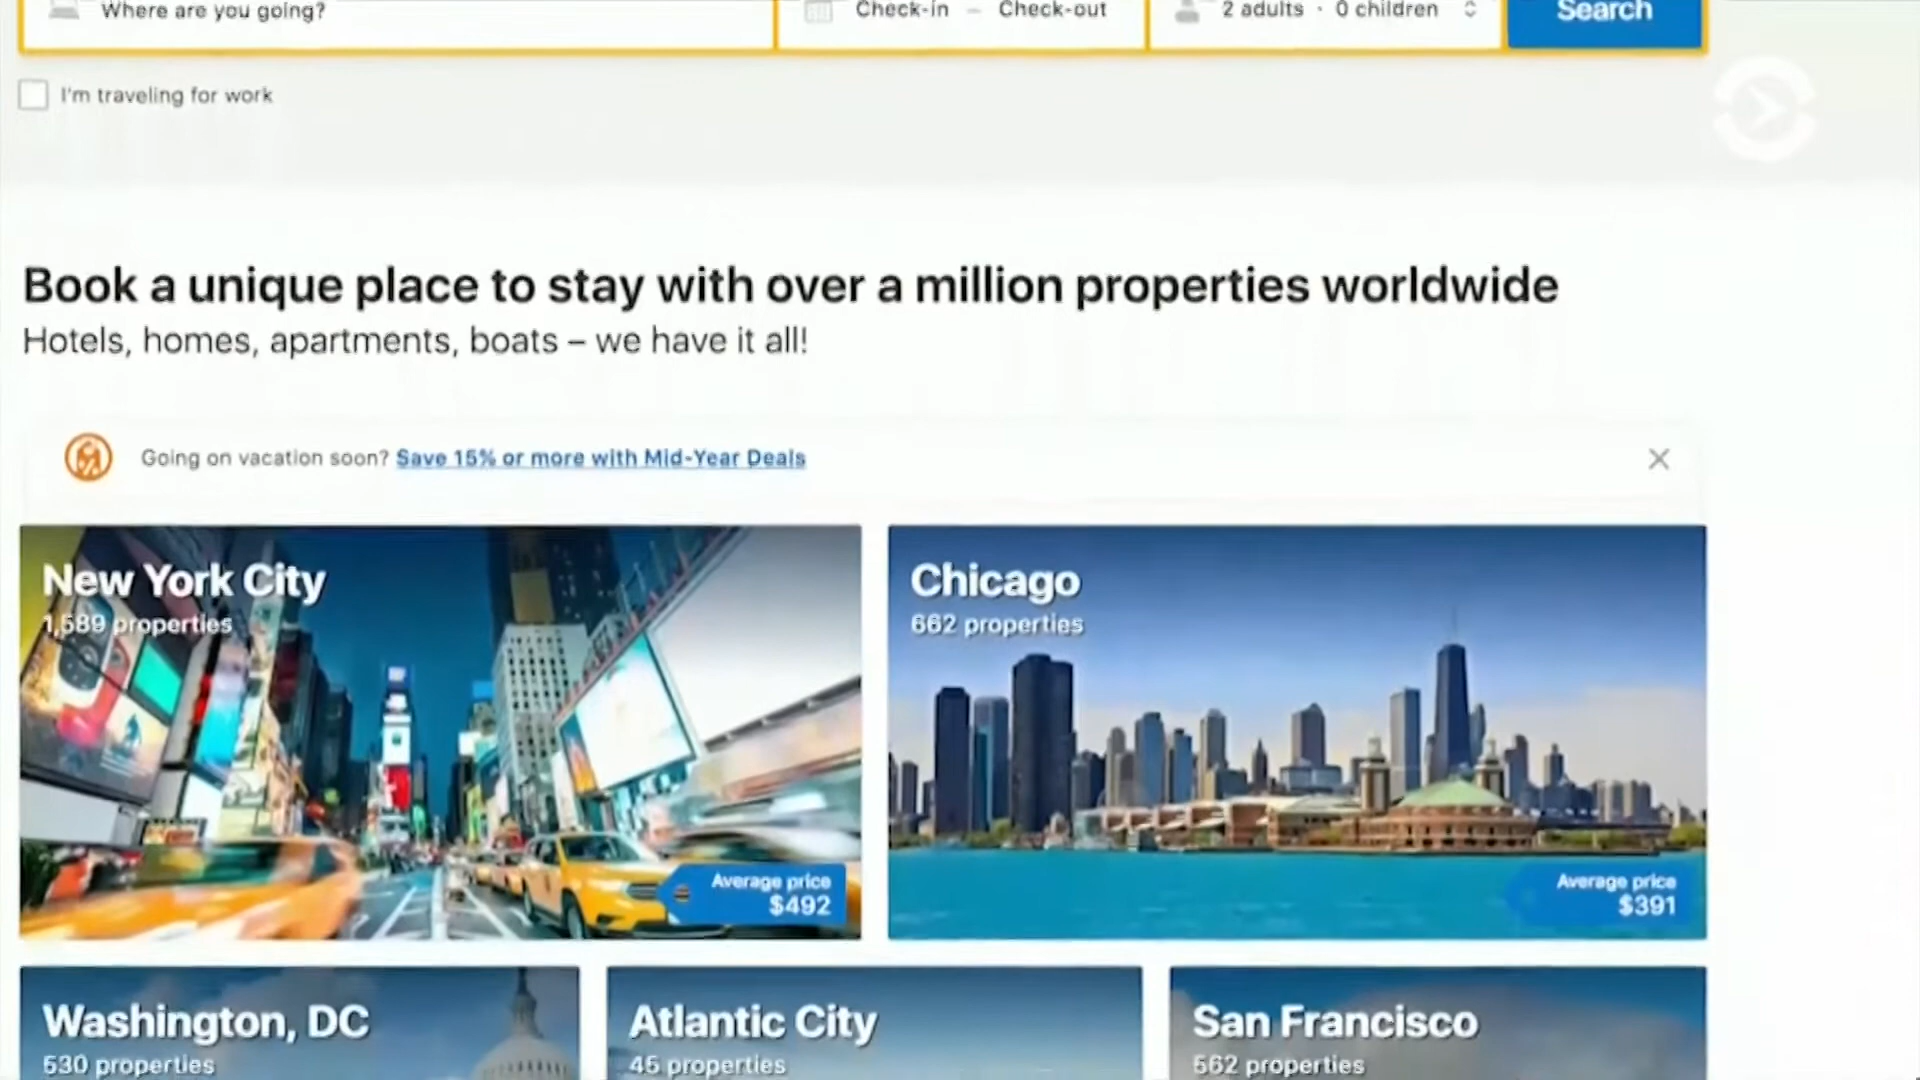 Where are you going?
Check-in – Check-out
2 adults · 0 children
Search
I'm traveling for work
Book a unique place to stay with over a million properties worldwide
Hotels, homes, apartments, boats – we have it all!
Going on vacation soon? Save 15% or more with Mid-Year Deals
New York City
1,589 properties
Average price
$492
Chicago
662 properties
Average price
$391
Washington, DC
530 properties
Atlantic City
45 properties
San Francisco
562 properties